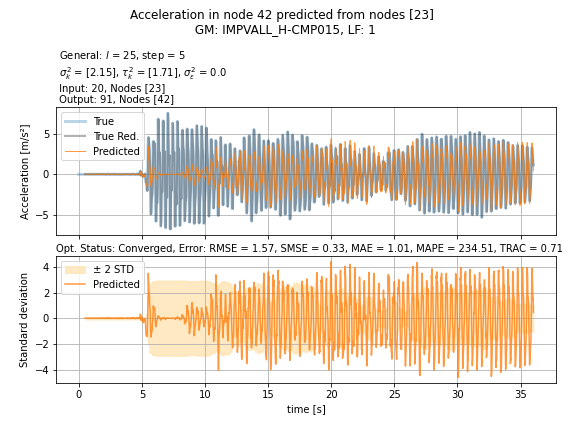 Acceleration in node 42 predicted from nodes [23]
GM: IMPVALL_H-CMP015, LF: 1
General: l = 25, step = 5
σ²ₖ = [2.15], τ²ₖ = [1.71], σ²ε = 0.0
Input: 20, Nodes [23]
Output: 91, Nodes [42]
True
True Red.
Predicted
5
0
−5
Acceleration [m/s²]
Opt. Status: Converged, Error: RMSE = 1.57, SMSE = 0.33, MAE = 1.01, MAPE = 234.51, TRAC = 0.71
± 2 STD
Predicted
4
2
0
−2
−4
Standard deviation
0 5 10 15 20 25 30 35
time [s]